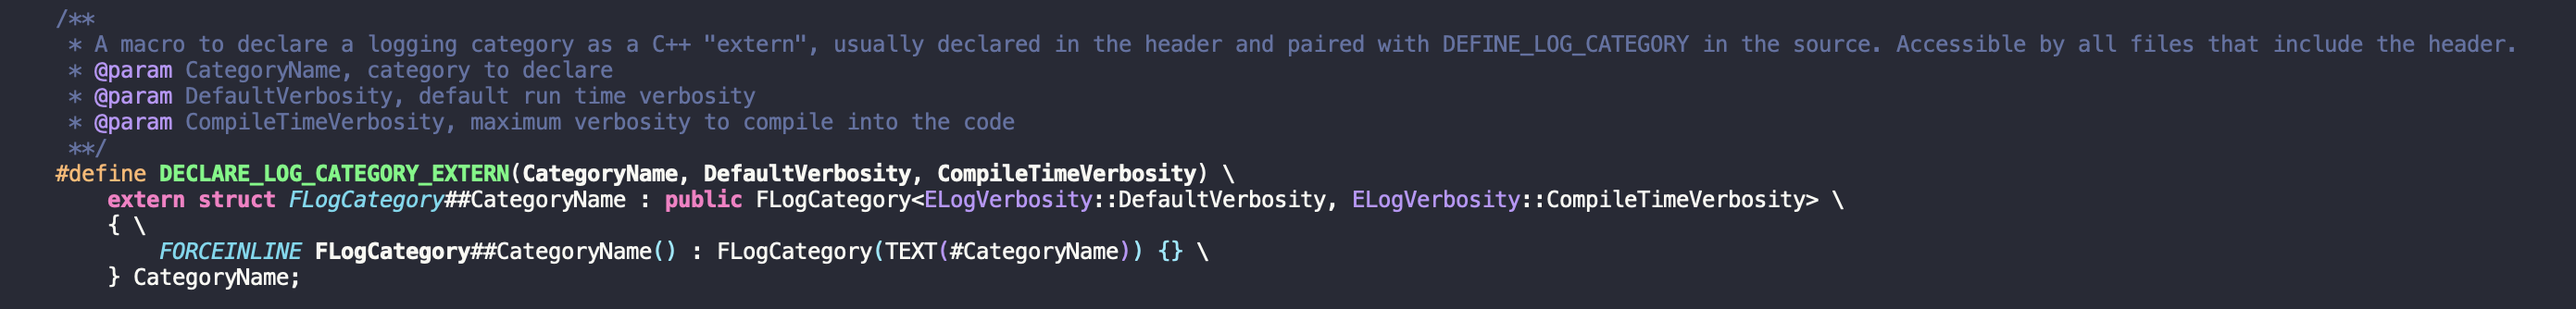 /**
 * A macro to declare a logging category as a C++ "extern", usually declared in the header and paired with DEFINE_LOG_CATEGORY in the source. Accessible by all files that include the header.
 * @param CategoryName, category to declare
 * @param DefaultVerbosity, default run time verbosity
 * @param CompileTimeVerbosity, maximum verbosity to compile into the code
 **/
#define DECLARE_LOG_CATEGORY_EXTERN(CategoryName, DefaultVerbosity, CompileTimeVerbosity) \
    extern struct FLogCategory##CategoryName : public FLogCategory<ELogVerbosity::DefaultVerbosity, ELogVerbosity::CompileTimeVerbosity> \
    { \
        FORCEINLINE FLogCategory##CategoryName() : FLogCategory(TEXT(#CategoryName)) {} \
    } CategoryName;